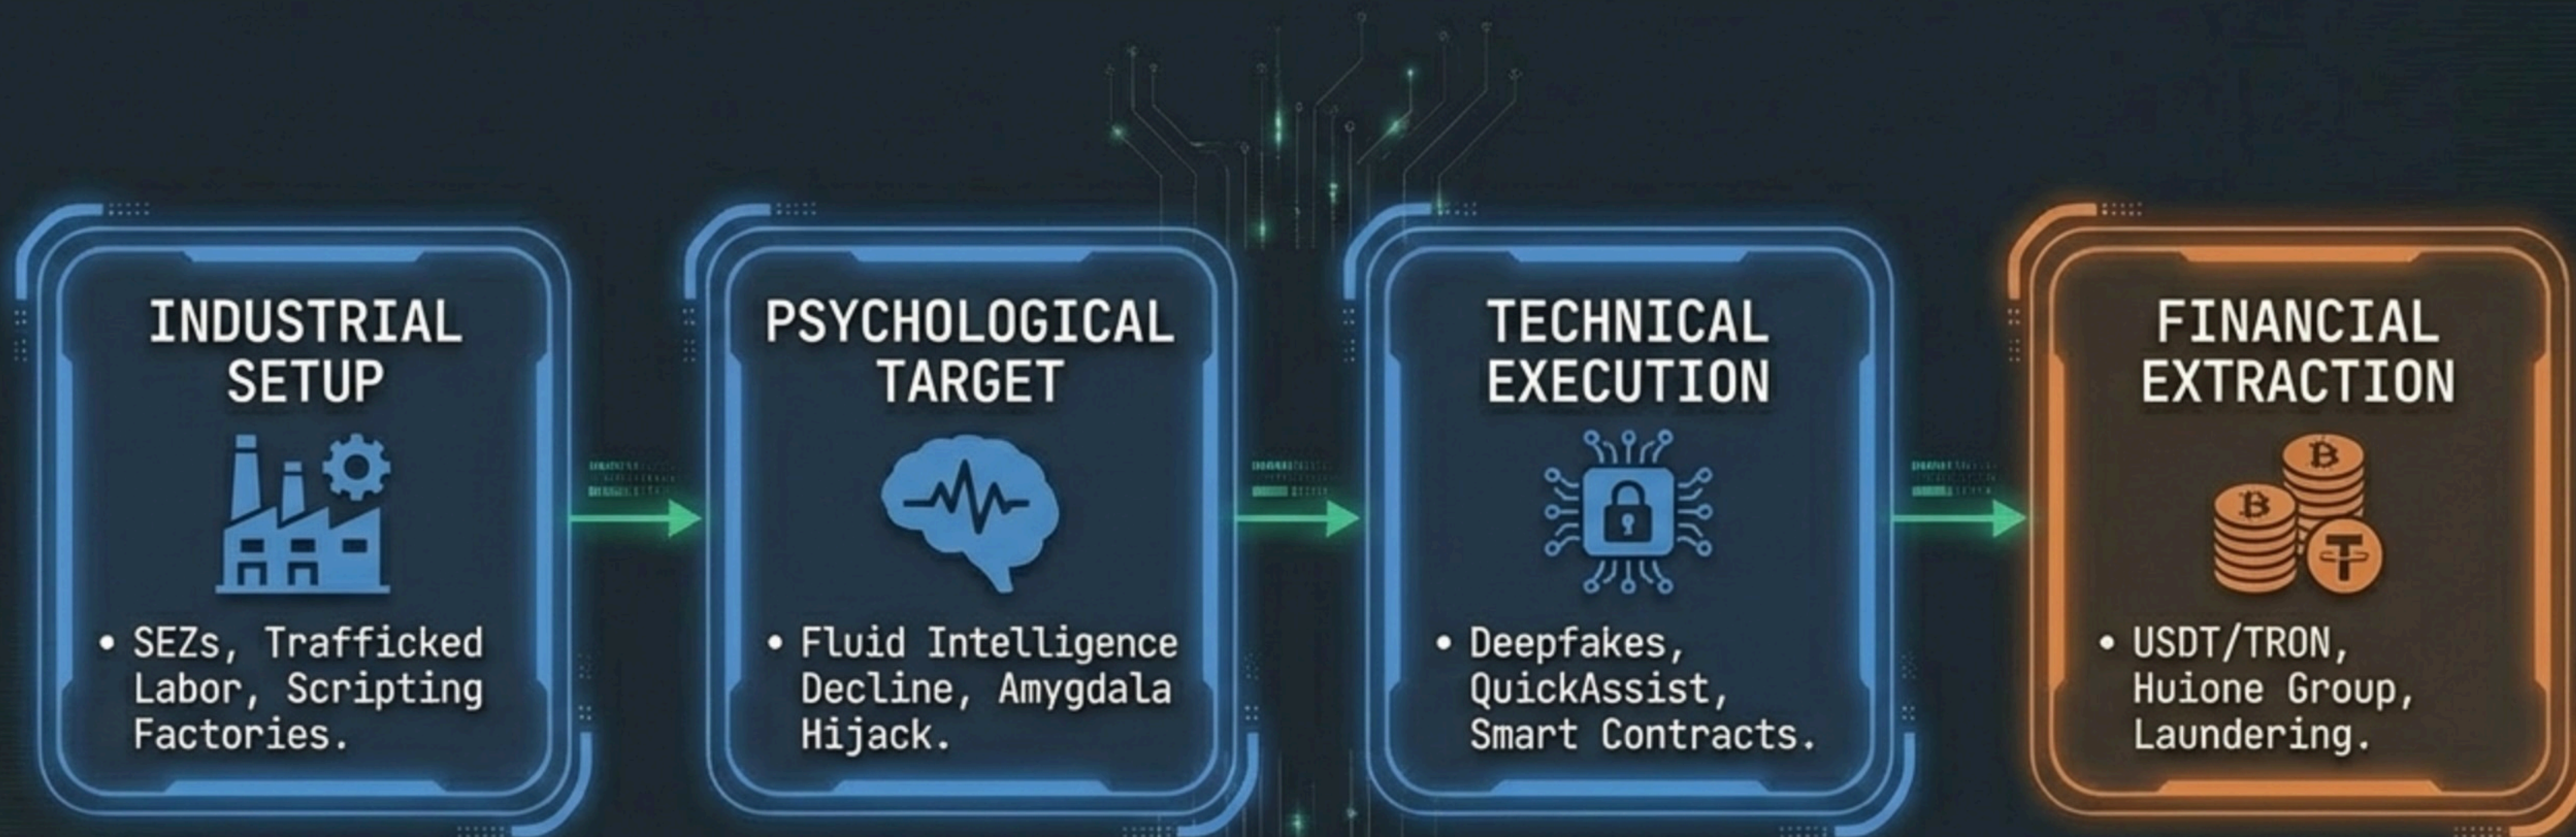 INDUSTRIAL
SETUP
• SEZs, Trafficked
Labor, Scripting
Factories.
PSYCHOLOGICAL
TARGET
• Fluid Intelligence
Decline, Amygdala
Hijack.
TECHNICAL
EXECUTION
• Deepfakes,
QuickAssist,
Smart Contracts.
FINANCIAL
EXTRACTION
• USDT/TRON,
Huione Group,
Laundering.